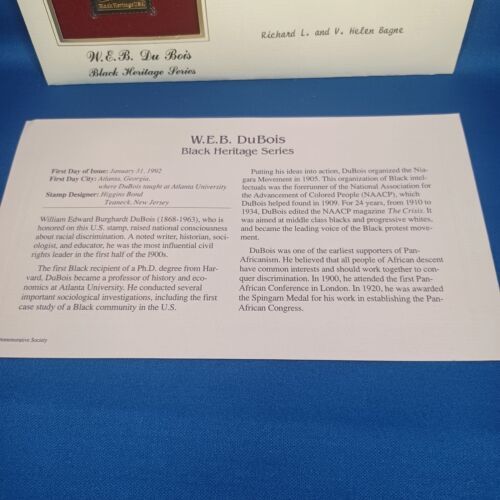 Black Heritage USA
W.E.B. Du Bois
Black Heritage Series
Richard L. and V. Helen Bagne
W.E.B. DuBois
Black Heritage Series
First Day of Issue: January 31, 1992
First Day City: Atlanta, Georgia,
where DuBois taught at Atlanta University
Stamp Designer: Higgins Bond
Teaneck, New Jersey
William Edward Burghardt DuBois (1868-1963), who is
honored on this U.S. stamp, raised national consciousness
about racial discrimination. A noted writer, historian, soci-
ologist, and educator, he was the most influential civil
rights leader in the first half of the 1900s.
The first Black recipient of a Ph.D. degree from Har-
vard, DuBois became a professor of history and eco-
nomics at Atlanta University. He conducted several
important sociological investigations, including the first
case study of a Black community in the U.S.
Putting his ideas into action, DuBois organized the Nia-
gara Movement in 1905. This organization of Black intel-
lectuals was the forerunner of the National Association for
the Advancement of Colored People (NAACP), which
DuBois helped found in 1909. For 24 years, from 1910 to
1934, DuBois edited the NAACP magazine The Crisis. It
was aimed at middle class blacks and progressive whites,
and became the leading voice of the Black protest move-
ment.
DuBois was one of the earliest supporters of Pan-
Africanism. He believed that all people of African descent
have common interests and should work together to con-
quer discrimination. In 1900, he attended the first Pan-
African Conference in London. In 1920, he was awarded
the Spingarn Medal for his work in establishing the Pan-
African Congress.
mmemorative Society